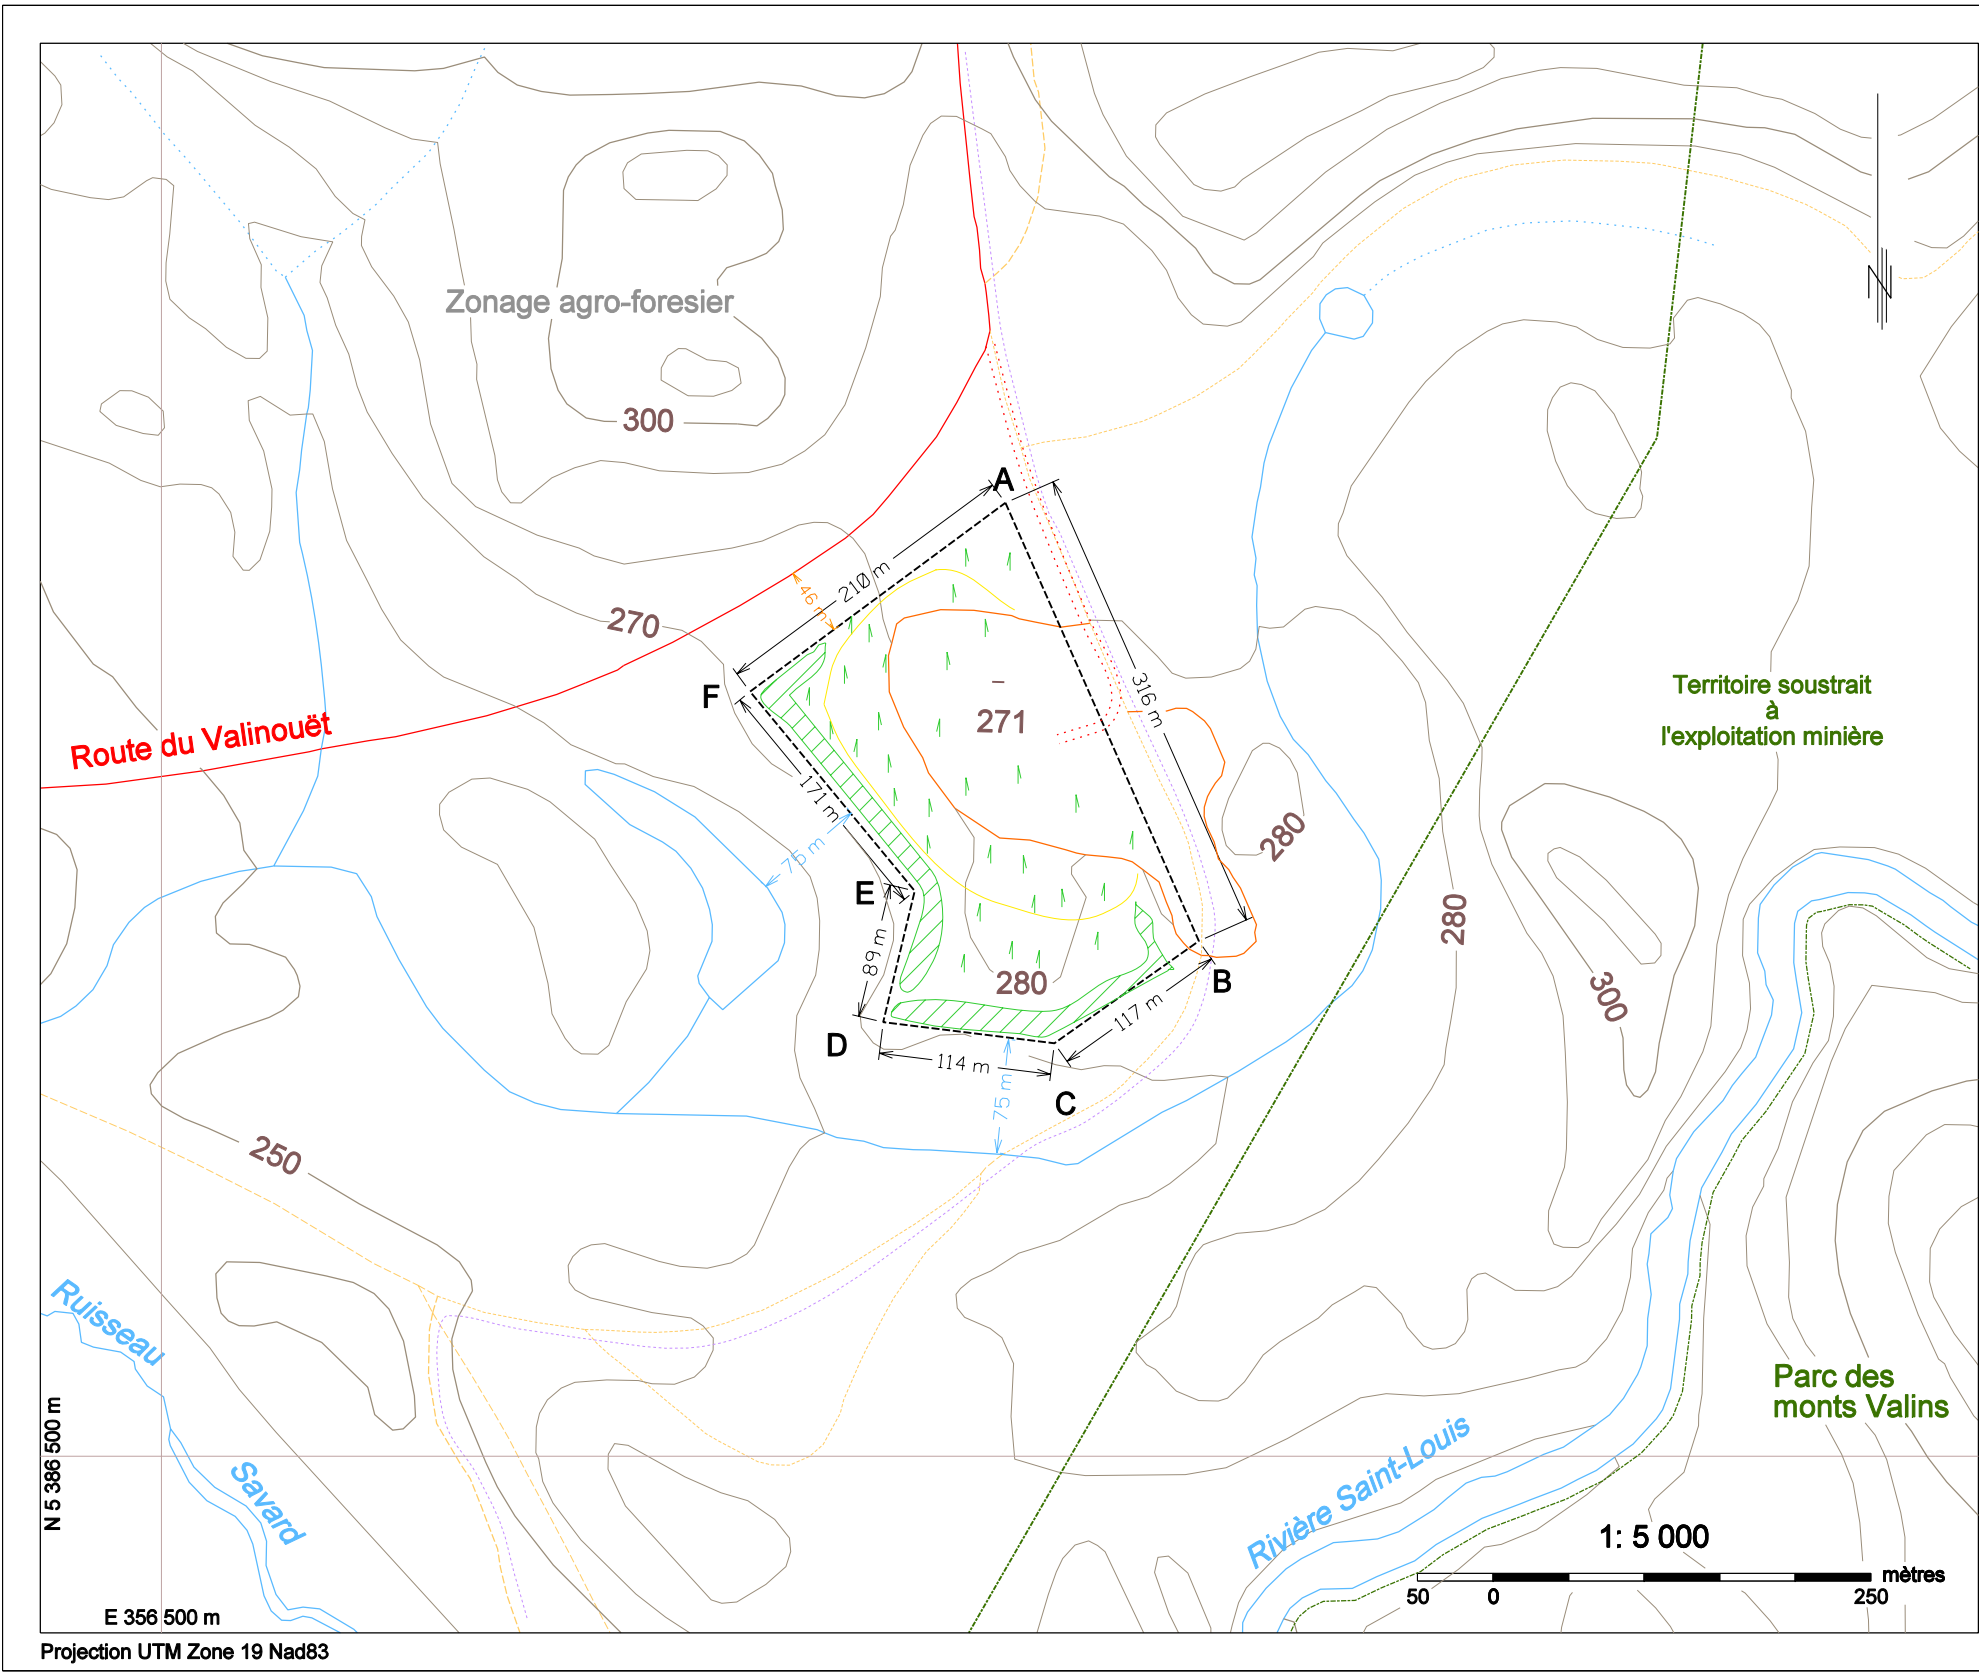 Zonage agro-foresier
300
A
210 m
46 m
270
316 m
F
271
Territoire soustrait
à
l'exploitation minière
Route du Valinouët
171 m
280
75 m
E
280
89 m
280
B
300
117 m
D
114 m
75 m
C
250
Ruisseau
Savard
Parc des
monts Valins
N 5 386 500 m
Rivière Saint-Louis
1: 5 000
mètres
50 0 250
E 356 500 m
Projection UTM Zone 19 Nad83
N